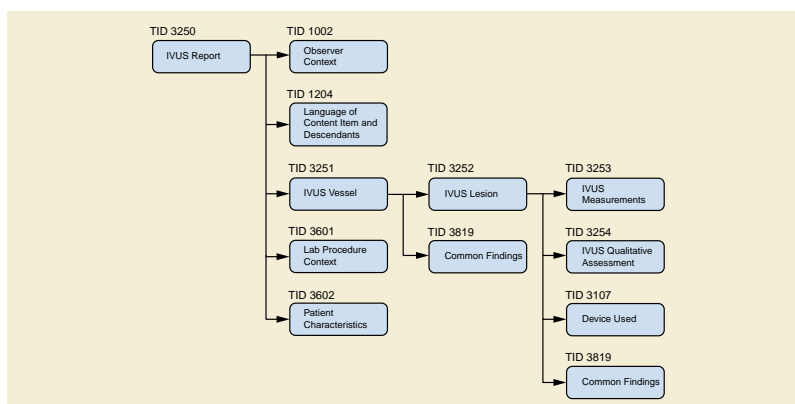 TID 3250
IVUS Report
TID 1002
Observer
Context
TID 1204
Language of
Content Item and
Descendants
TID 3251
IVUS Vessel
TID 3252
IVUS Lesion
TID 3253
IVUS
Measurements
TID 3601
Lab Procedure
Context
TID 3819
Common Findings
TID 3254
IVUS Qualitative
Assessment
TID 3602
Patient
Characteristics
TID 3107
Device Used
TID 3819
Common Findings